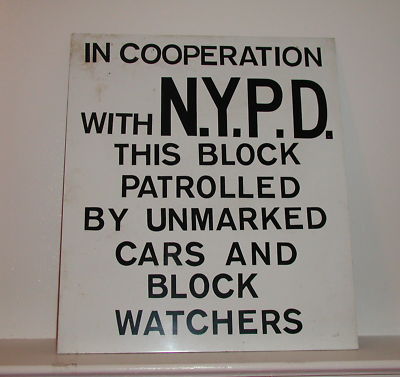 IN COOPERATION
WITH N.Y.P.D.
THIS BLOCK
PATROLLED
BY UNMARKED
CARS AND
BLOCK
WATCHERS